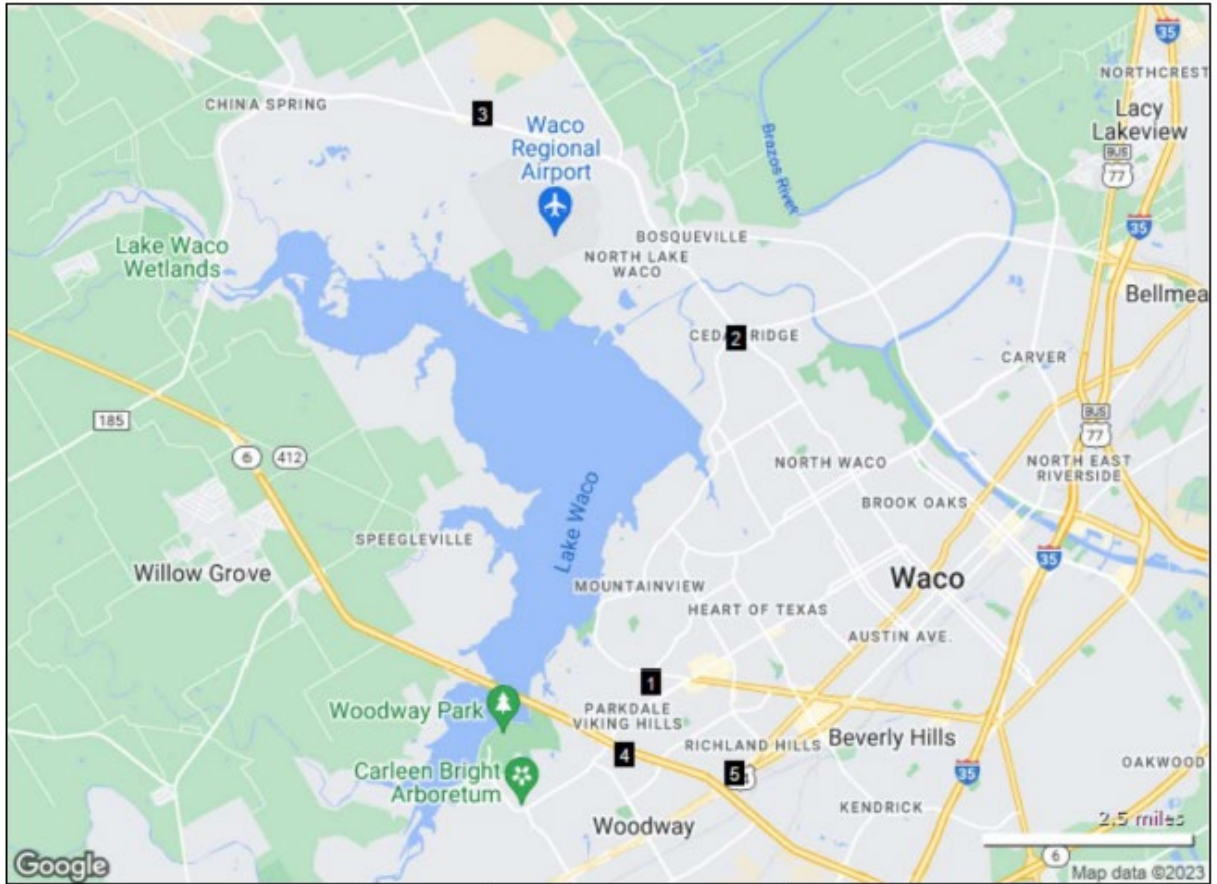 35
NORTHCREST
CHINA SPRING
3
Lacy
Lakeview
Waco
Regional
Airport
BUS
77
Brazos River
35
BOSQUEVILLE
Lake Waco
Wetlands
NORTH LAKE
WACO
Bellmea
2
RIDGE
CARVER
185
BUS
77
6
412
NORTH WACO
NORTH EAST
RIVERSIDE
BROOK OAKS
Lake Waco
SPEEGLEVILLE
35
Willow Grove
Waco
MOUNTAINVIEW
HEART OF TEXAS
AUSTIN AVE.
1
Woodway Park
PARKDALE
VIKING HILLS
4
RICHLAND HILLS
Beverly Hills
Carleen Bright
Arboretum
5
35
OAKWOOD
KENDRICK
Woodway
2.5 miles
6
Google
Map data ©2023